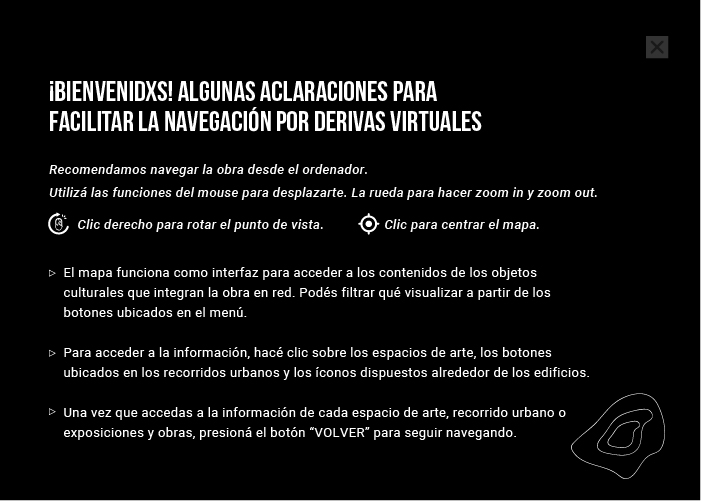 ¡BIENVENIDXS! ALGUNAS ACLARACIONES PARA
FACILITAR LA NAVEGACIÓN POR DERIVAS VIRTUALES
Recomendamos navegar la obra desde el ordenador.
Utilizá las funciones del mouse para desplazarte. La rueda para hacer zoom in y zoom out.
Clic derecho para rotar el punto de vista. Clic para centrar el mapa.
El mapa funciona como interfaz para acceder a los contenidos de los objetos
culturales que integran la obra en red. Podés filtrar qué visualizar a partir de los
botones ubicados en el menú.
Para acceder a la información, hacé clic sobre los espacios de arte, los botones
ubicados en los recorridos urbanos y los íconos dispuestos alrededor de los edificios.
Una vez que accedas a la información de cada espacio de arte, recorrido urbano o
exposiciones y obras, presioná el botón “VOLVER” para seguir navegando.